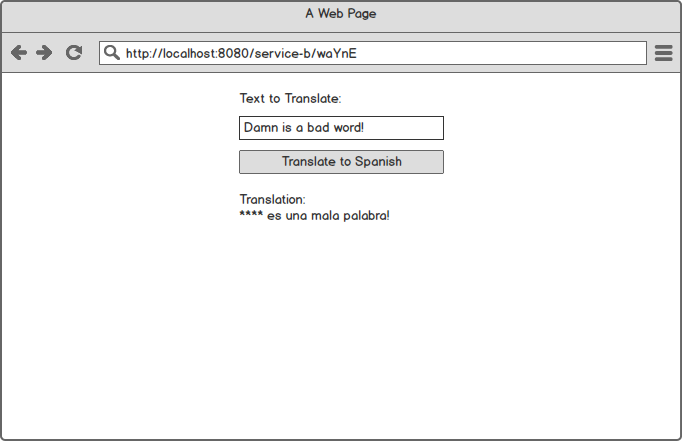 A Web Page
http://localhost:8080/service-b/waYnE
Text to Translate:
Damn is a bad word!
Translate to Spanish
Translation:
**** es una mala palabra!